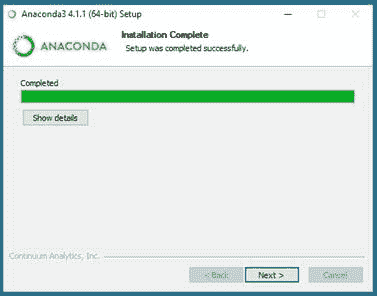 Anaconda3 4.1.1 (64-bit) Setup
ANACONDA
Installation Complete
Setup was completed successfully.
Completed
Show details
Continuum Analytics, Inc.
< Back
Next >
Cancel